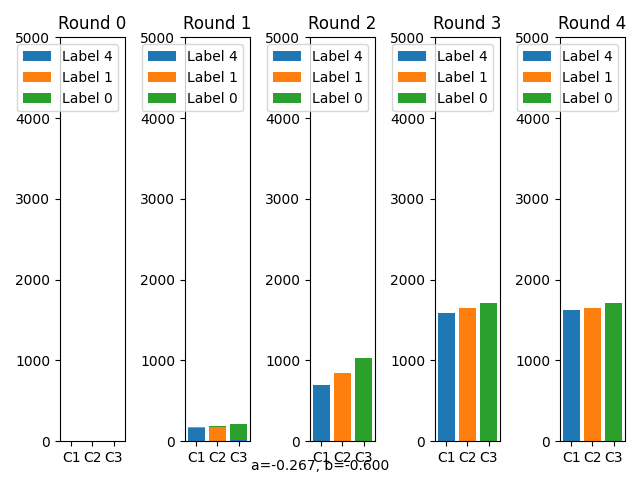 Round 0 Round 1 Round 2 Round 3 Round 4
5000 5000 5000 5000 5000
Label 4 Label 4 Label 4 Label 4 Label 4
Label 1 Label 1 Label 1 Label 1 Label 1
Label 0 Label 0 Label 0 Label 0 Label 0
4000 4000 4000 4000 4000
3000 3000 3000 3000 3000
2000 2000 2000 2000 2000
1000 1000 1000 1000 1000
0 0 0 0 0
C1 C2 C3 C1 C2 C3 C1 C2 C3 C1 C2 C3 C1 C2 C3
a=-0.267, b=-0.600